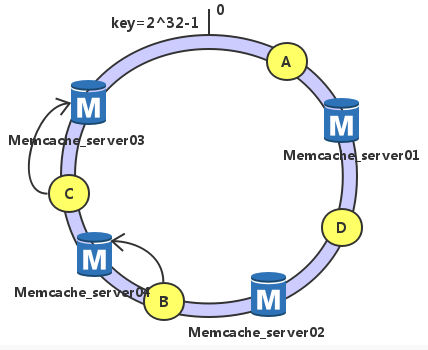 0
key=2^32-1
A
M
M
Memcache_server03
Memcache_server01
C
D
M
Memcache_server04
B
M
Memcache_server02